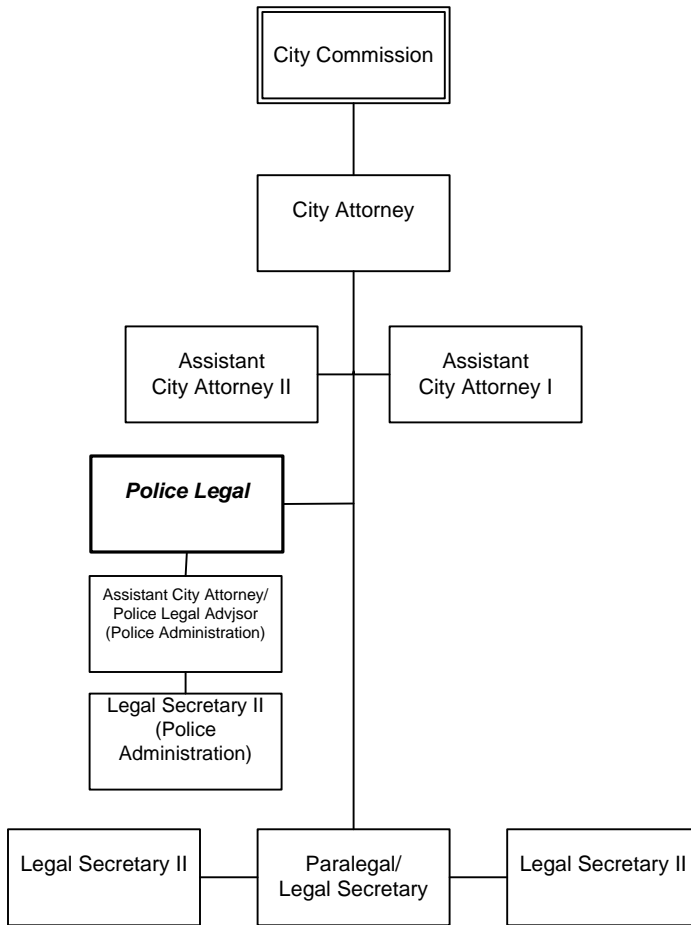 City Commission
City Attorney
Assistant
City Attorney II
Assistant
City Attorney I
Police Legal
Assistant City Attorney/
Police Legal Advjsor
(Police Administration)
Legal Secretary II
(Police
Administration)
Legal Secretary II
Paralegal/
Legal Secretary
Legal Secretary II